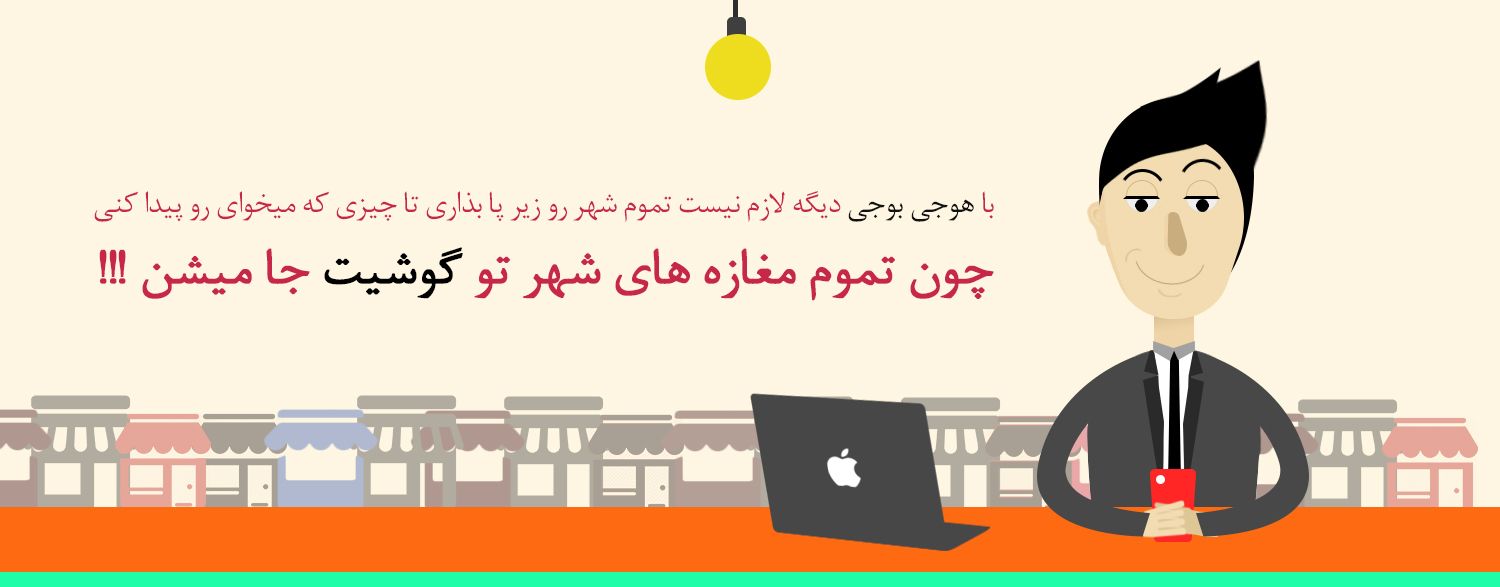 با هوجی بوجی دیگه لازم نیست تموم شهر رو زیر پا بذاری تا چیزی که میخوای رو پیدا کنی
چون تموم مغازه های شهر تو گوشیت جا میشن !!!